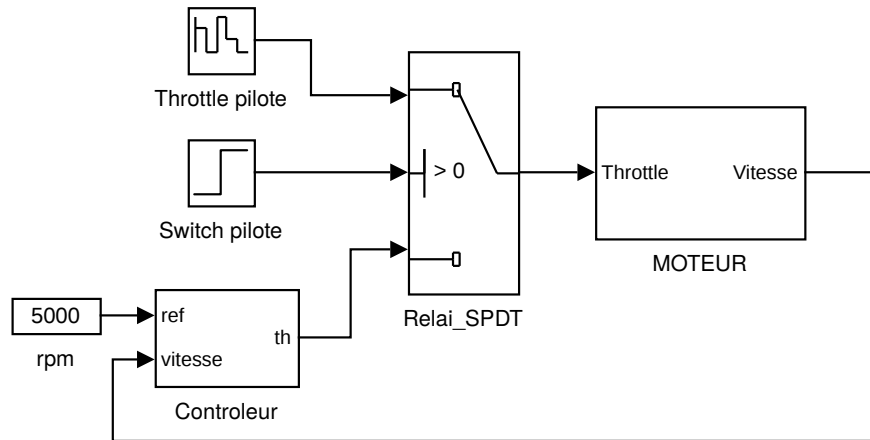 Throttle pilote
> 0
Throttle
Vitesse
Switch pilote
MOTEUR
5000
ref
th
Relai_SPDT
rpm
vitesse
Controleur